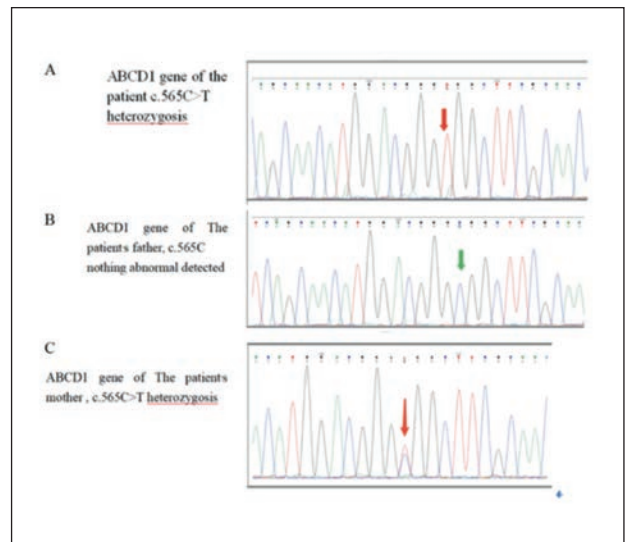 A
ABCD1 gene of the
patient c.565C>T
heterozygosis
B
ABCD1 gene of The
patients father, c.565C
nothing abnormal detected
C
ABCD1 gene of The patients
mother , c.565C>T heterozygosis